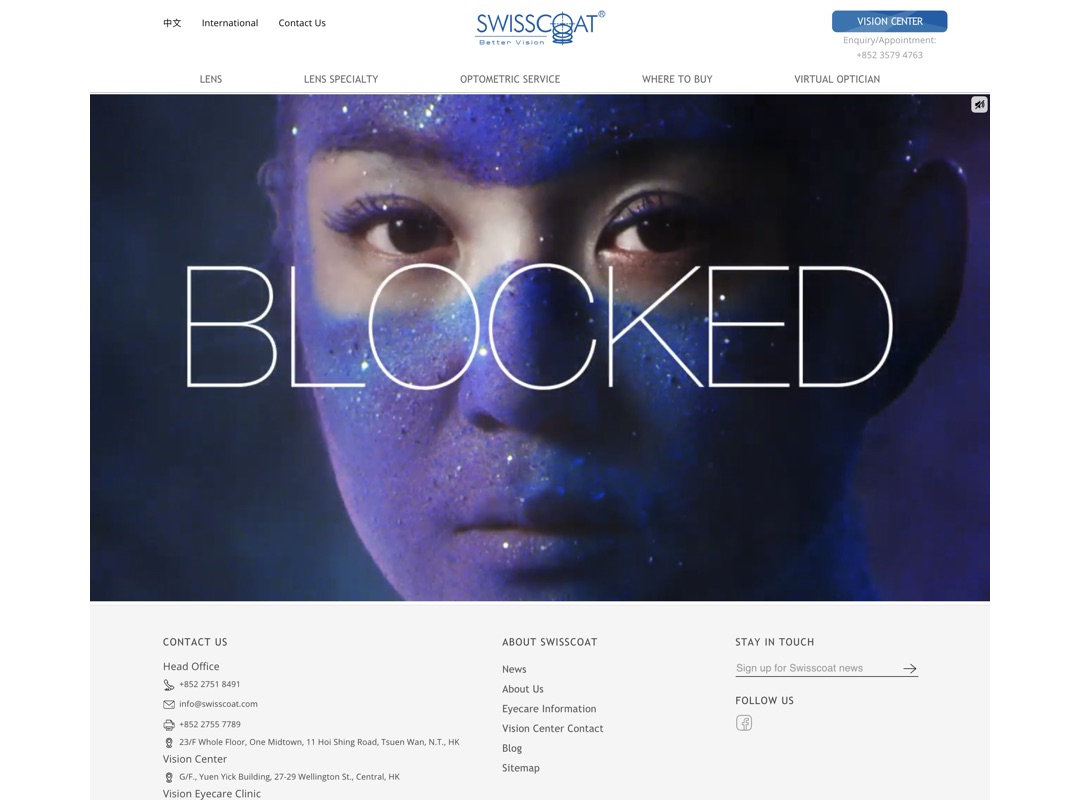 中文 International Contact Us
SWISSCOAT®
Better Vision
VISION CENTER
Enquiry/Appointment:
+852 3579 4763
LENS LENS SPECIALTY OPTOMETRIC SERVICE WHERE TO BUY VIRTUAL OPTICIAN
BLOCKED
CONTACT US
Head Office
+852 2751 8491
info@swisscoat.com
+852 2755 7789
23/F Whole Floor, One Midtown, 11 Hoi Shing Road, Tsuen Wan, N.T., HK
Vision Center
G/F., Yuen Yick Building, 27-29 Wellington St., Central, HK
Vision Eyecare Clinic
ABOUT SWISSCOAT
News
About Us
Eyecare Information
Vision Center Contact
Blog
Sitemap
STAY IN TOUCH
Sign up for Swisscoat news
FOLLOW US